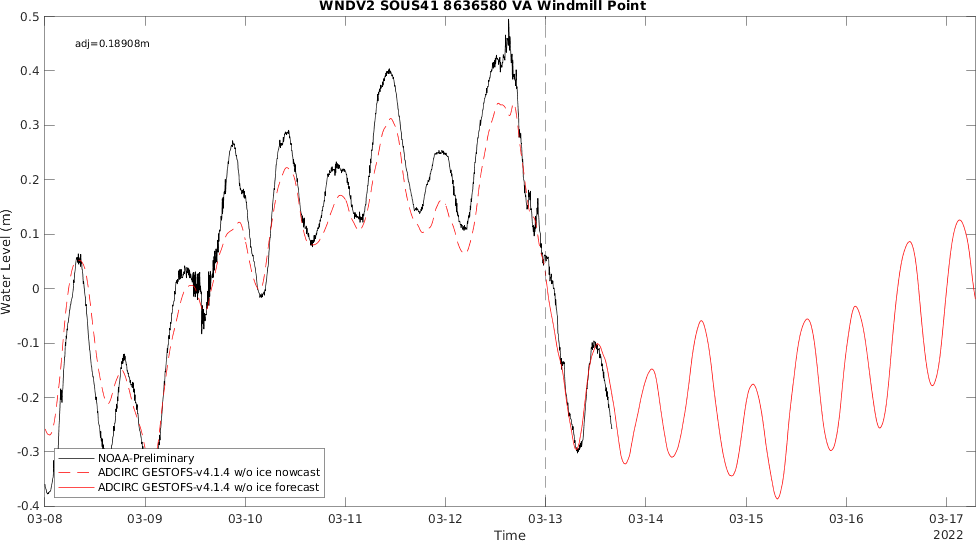 WNDV2 SOUS41 8636580 VA Windmill Point
adj=0.18908m
Water Level (m)
0.5
0.4
0.3
0.2
0.1
0
-0.1
-0.2
-0.3
-0.4
NOAA-Preliminary
ADCIRC GESTOFS-v4.1.4 w/o ice nowcast
ADCIRC GESTOFS-v4.1.4 w/o ice forecast
03-08 03-09 03-10 03-11 03-12 03-13 03-14 03-15 03-16 03-17
Time
2022